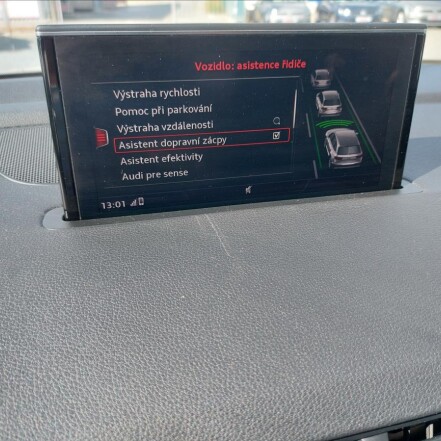 Vozidlo: asistence řidiče
Výstraha rychlosti
Pomoc při parkování
Výstraha vzdálenosti
Asistent dopravní zácpy
Asistent efektivity
Audi pre sense
13:01